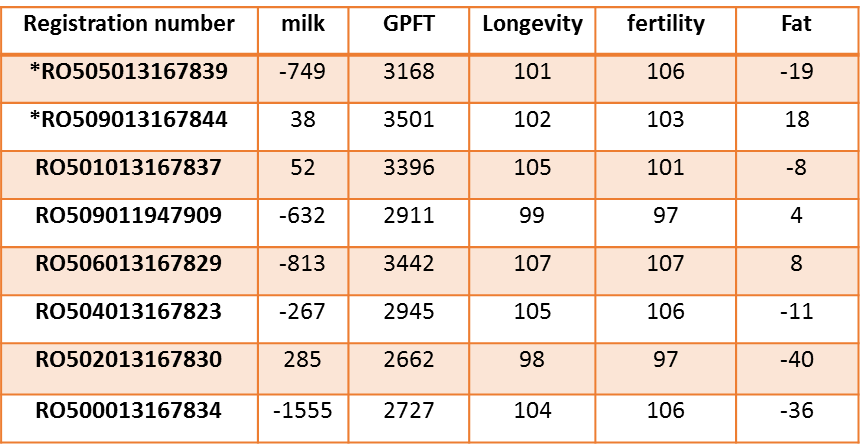 Registration number milk GPFT Longevity fertility Fat
*RO505013167839 -749 3168 101 106 -19
*RO509013167844 38 3501 102 103 18
RO501013167837 52 3396 105 101 -8
RO509011947909 -632 2911 99 97 4
RO506013167829 -813 3442 107 107 8
RO504013167823 -267 2945 105 106 -11
RO502013167830 285 2662 98 97 -40
RO500013167834 -1555 2727 104 106 -36